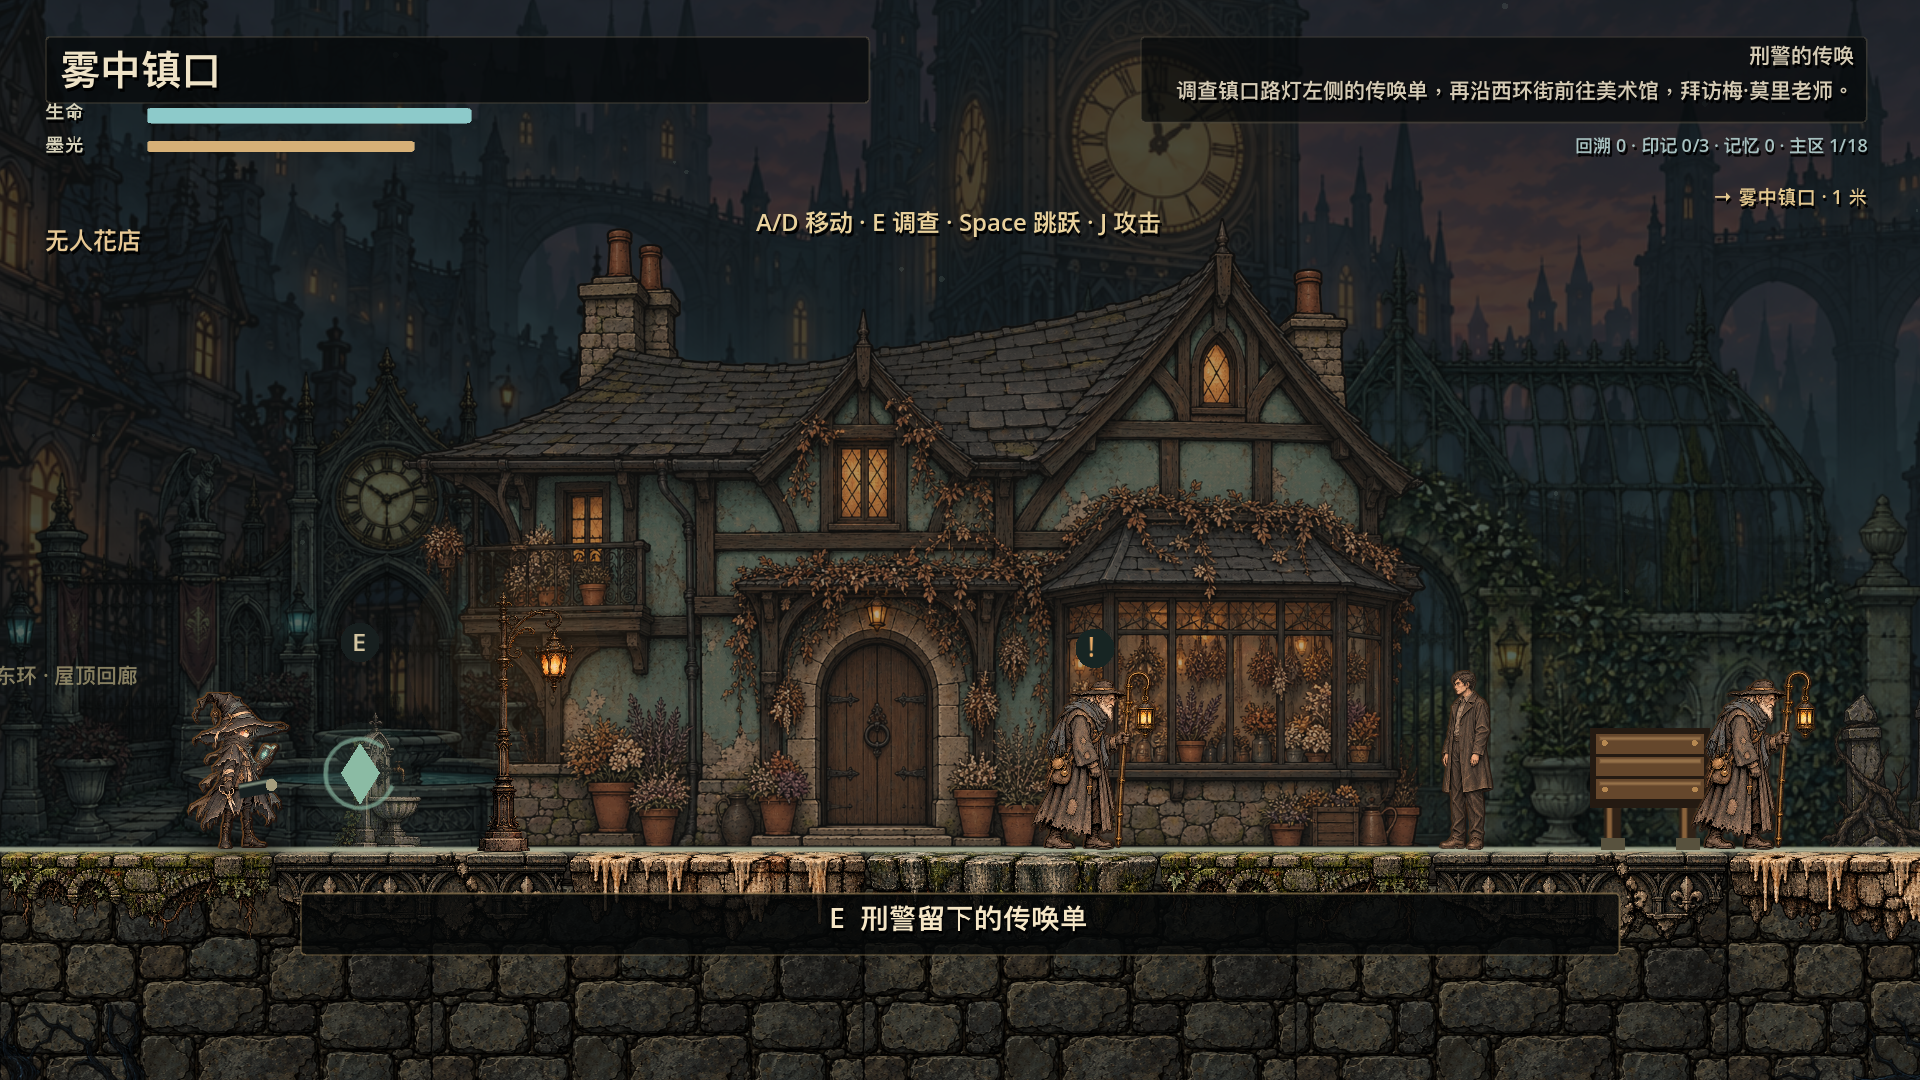 雾中镇口
生命
墨光
刑警的传唤
调查镇口路灯左侧的传唤单，再沿西环街前往美术馆，拜访梅·莫里老师。
回溯 0 · 印记 0/3 · 记忆 0 · 主区 1/18
→ 雾中镇口 · 1 米
A/D 移动 · E 调查 · Space 跳跃 · J 攻击
无人花店
E
!
东环 · 屋顶回廊
E 刑警留下的传唤单